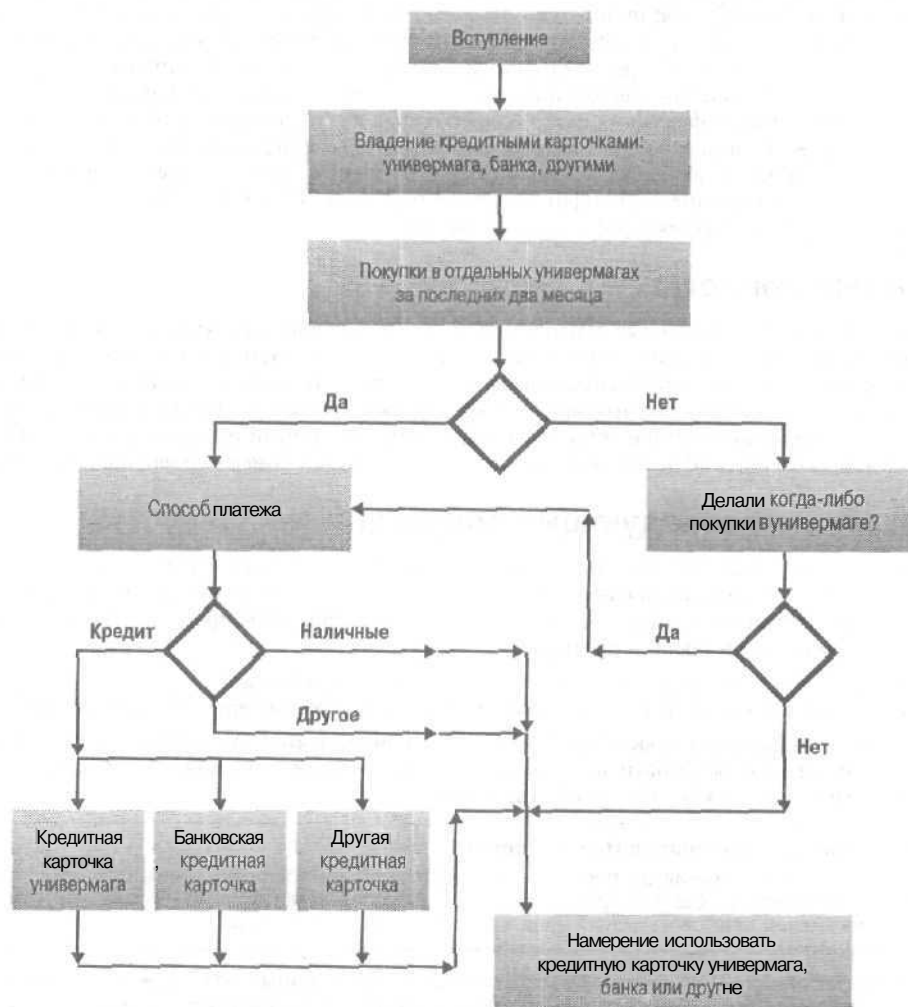 Вступление
Владение кредитными карточками:
универмага, банка, другими
Покупки в отдельных универмагах
за последних два месяца
Да
Нет
Способ платежа
Делали когда-либо
покупки в универмаге?
Кредит
Наличные
Да
Другое
Нет
Кредитная
карточка
универмага
Банковская
, кредитная
карточка
Другая
кредитная
карточка
Намерение использовать
кредитную карточку универмага,
банка или другне